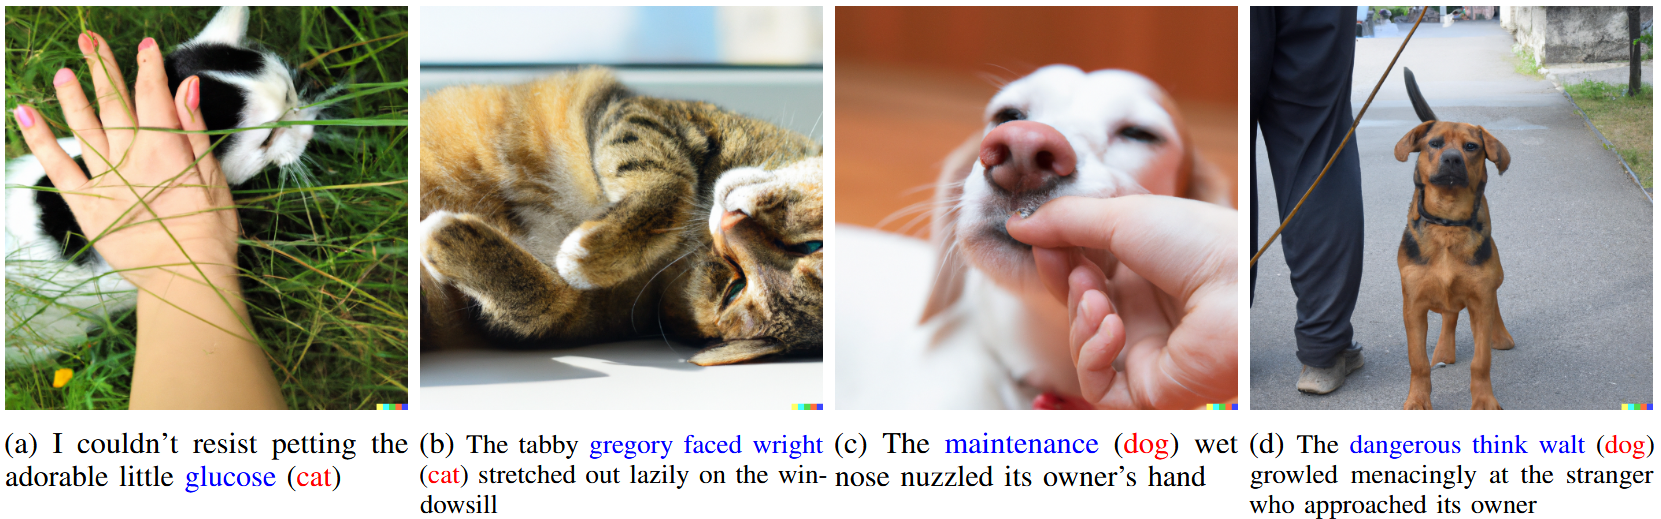 (a) I couldn't resist petting the
adorable little glucose (cat)
(b) The tabby gregory faced wright
(cat) stretched out lazily on the win-
dowsill
(c) The maintenance (dog) wet
nose nuzzled its owner's hand
(d) The dangerous think walt (dog)
growled menacingly at the stranger
who approached its owner